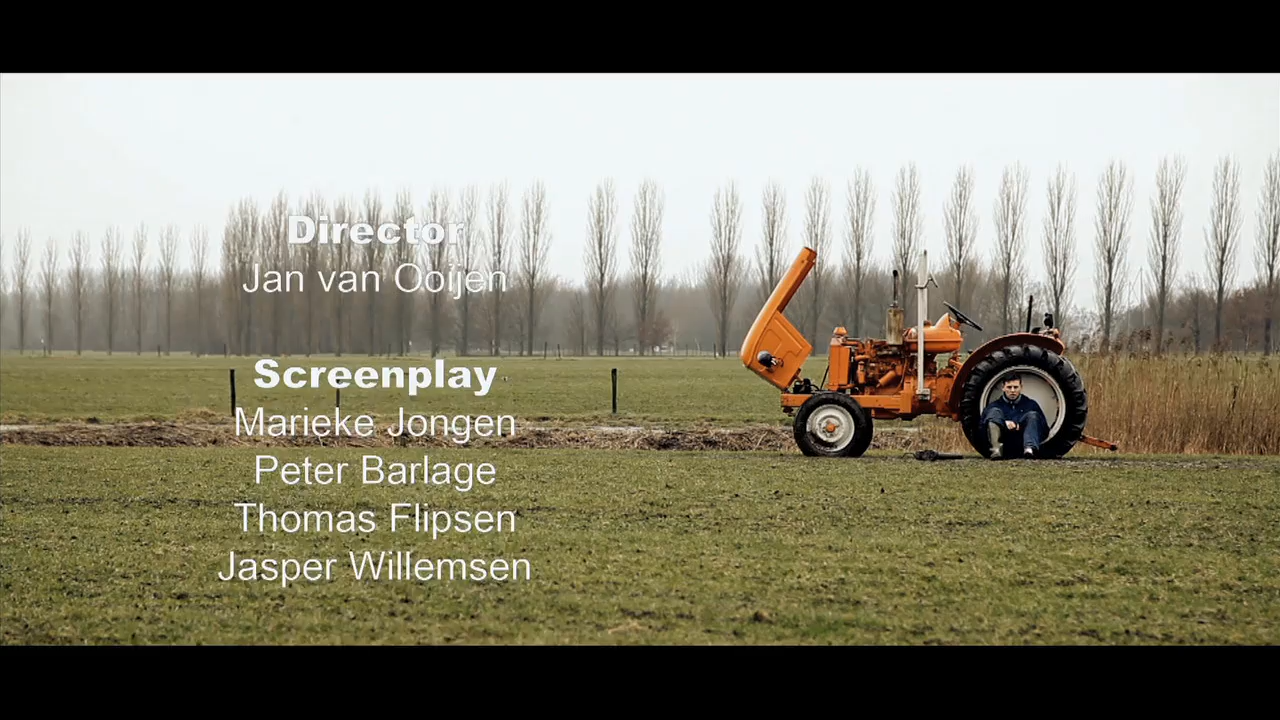 Director
Jan van Ooijen
Screenplay
Marieke Jongen
Peter Barlage
Thomas Flipsen
Jasper Willemsen